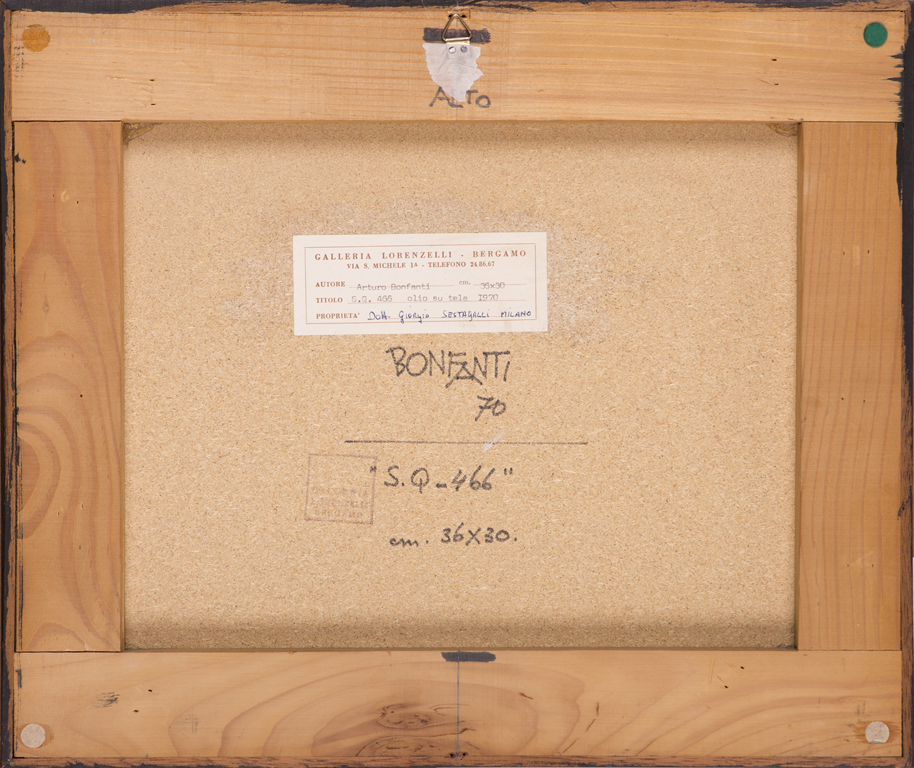 ALTO
GALLERIA LORENZELLI - BERGAMO
VIA S. MICHELE 1A - TELEFONO 24.86.67
AUTORE Arturo Bonfanti cm. 36x30
TITOLO S.Q. 466 olio su tela 1970
PROPRIETA' Dott. Giorgio SESTAGALLI MILANO
BONFANTI
70
"S.Q-466"
cm. 36X30.